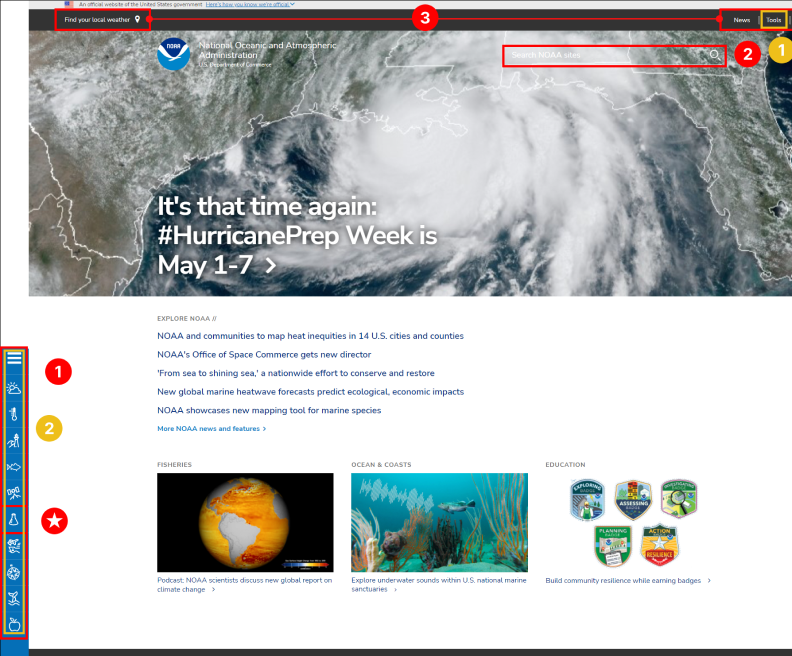 An official website of the United States government Here's how you know we're official
Find your local weather
3
News | Tools
1
NOAA
National Oceanic and Atmospheric
Administration
U.S. Department of Commerce
Search NOAA sites
2
It's that time again:
#HurricanePrep Week is
May 1-7 >
EXPLORE NOAA //
NOAA and communities to map heat inequities in 14 U.S. cities and counties
NOAA's Office of Space Commerce gets new director
'From sea to shining sea,' a nationwide effort to conserve and restore
New global marine heatwave forecasts predict ecological, economic impacts
NOAA showcases new mapping tool for marine species
More NOAA news and features >
1
2
FISHERIES
OCEAN & COASTS
EDUCATION
EXPLORING
BADGE
ASSESSING
BADGE
INVESTIGATING
BADGE
PLANNING
BADGE
ACTION
BADGE
RESILIENCE
Podcast: NOAA scientists discuss new global report on
climate change >
Explore underwater sounds within U.S. national marine
sanctuaries >
Build community resilience while earning badges >